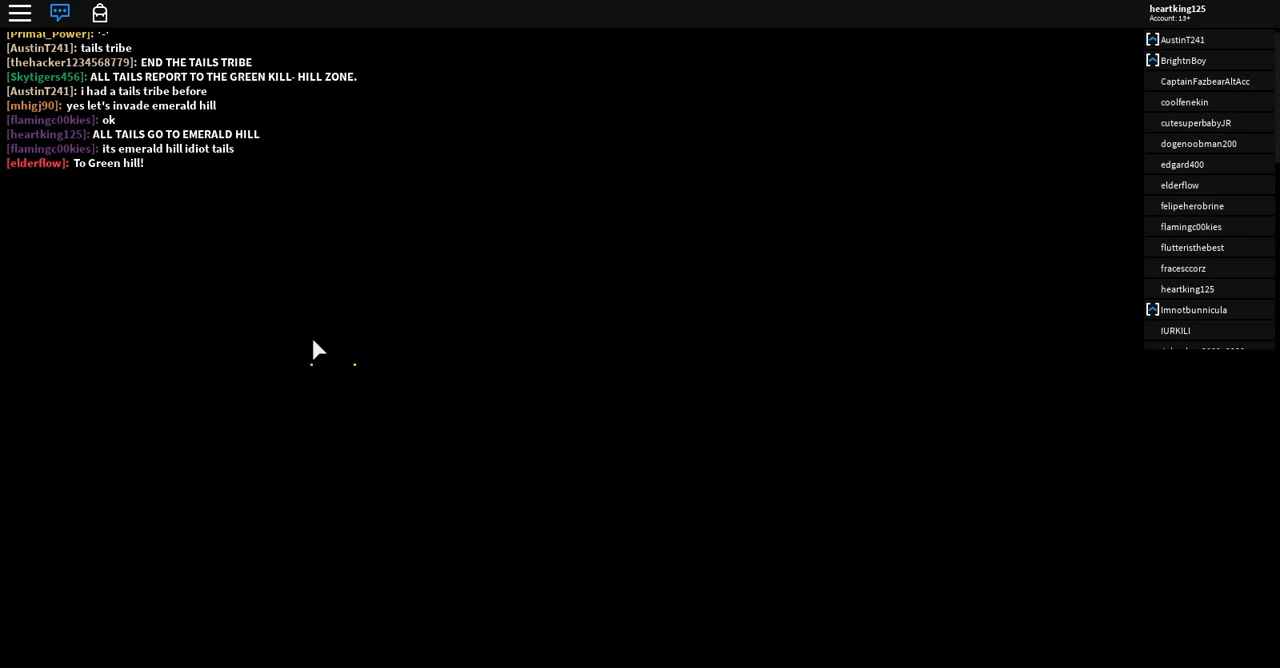 heartking125
Account: 13+
[Primal_Power]: '-'
[AustinT241]: tails tribe
[thehacker1234568779]: END THE TAILS TRIBE
[Skytigers456]: ALL TAILS REPORT TO THE GREEN KILL- HILL ZONE.
[AustinT241]: i had a tails tribe before
[mhigj90]: yes let's invade emerald hill
[flamingc00kies]: ok
[heartking125]: ALL TAILS GO TO EMERALD HILL
[flamingc00kies]: its emerald hill idiot tails
[elderflow]: To Green hill!
AustinT241
BrightnBoy
CaptainFazbearAltAcc
coolfenekin
cutesuperbabyJR
dogenoobman200
edgard400
elderflow
felipeherobrine
flamingc00kies
flutteristhebest
fracesccorz
heartking125
Imnotbunnicula
IURKILI